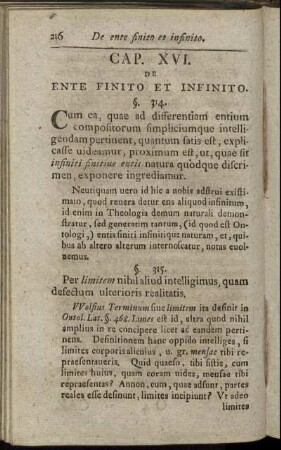 216 De ente finito et infinito.
CAP. XVI.
DE
ENTE FINITO ET INFINITO.
§. 314.
Cum ea, quae ad differentiam entium
compositorum simpliciumque intelli-
gendam pertinent, quantum satis est, expli-
casse uideamur, proximum est, ut, quae sit
infiniti finitiue entis natura quodque discri-
men, exponere ingrediamur.
Neutiquam uero id hic a nobis adstrui existi-
maio, quod reuera detur ens aliquod infinitum,
id enim in Theologia demum naturali demon-
stratur, sed generatim tantum, (id quod est Onto-
logi,) entis finiti infinitique naturam, et, qui-
bus ab altero alterum internoscatur, notas euol-
uemus.
§. 315.
Per limitem nihil aliud intelligimus, quam
defectum ulterioris realitatis.
VVolfius Terminum siue limitem ita definit in
Ontol. Lat. §. 468. Limes est id, ultra quod nihil
amplius in re concipere licet ad eandem perti-
nens. Definitionem hanc oppido intelliges, si
limites corporis alicuius, u. gr. mensae tibi re-
praesentaueris. Quid quaeso, tibi sistis, cum
limites huius, quam coram uides, mensae tibi
repraesentas? Annon, cum, quae adsunt, partes
reales esse desinunt, limites incipiunt? Vt adeo
limites